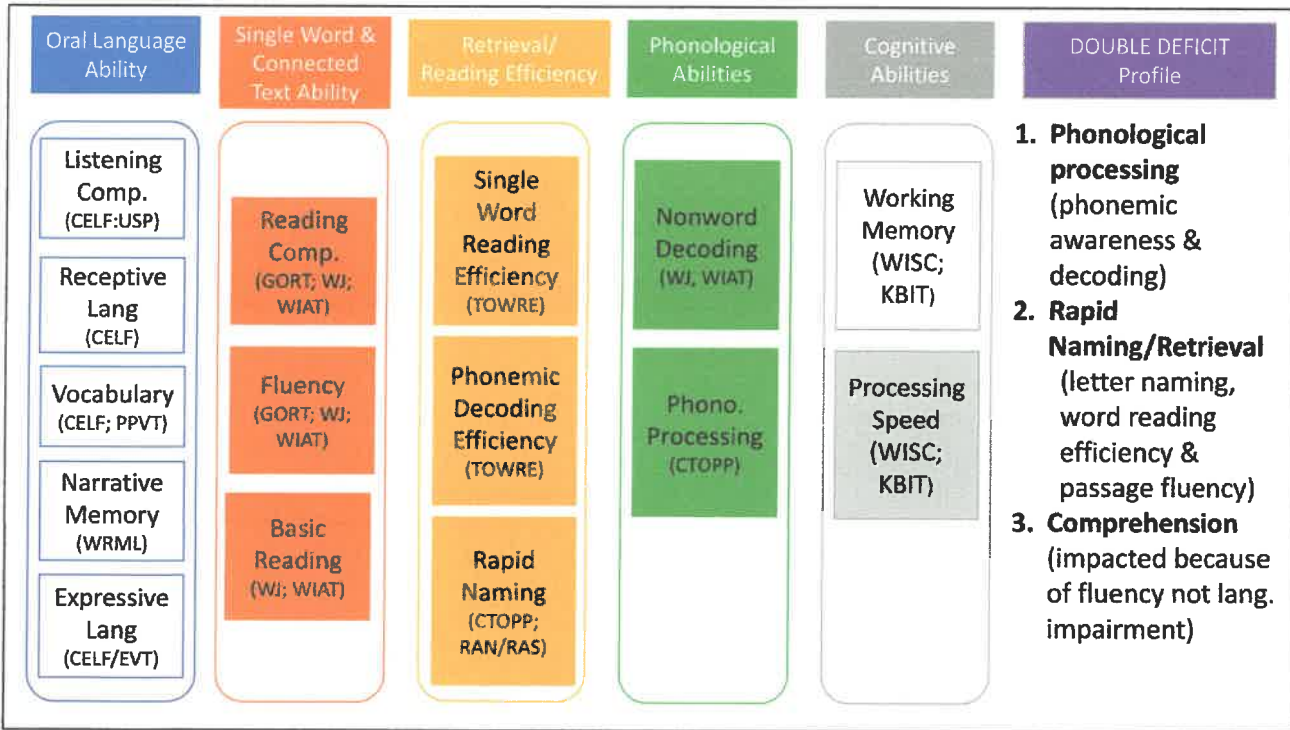 Oral Language
Ability
Single Word &
Connected
Text Ability
Retrieval/
Reading Efficiency
Phonological
Abilities
Cognitive
Abilities
DOUBLE DEFICIT
Profile
Listening
Comp.
(CELF:USP)
Receptive
Lang
(CELF)
Vocabulary
(CELF; PPVT)
Narrative
Memory
(WRML)
Expressive
Lang
(CELF/EVT)
Reading
Comp.
(GORT; WJ;
WIAT)
Fluency
(GORT; WJ;
WIAT)
Basic
Reading
(WJ; WIAT)
Single
Word
Reading
Efficiency
(TOWRE)
Phonemic
Decoding
Efficiency
(TOWRE)
Rapid
Naming
(CTOPP;
RAN/RAS)
Nonword
Decoding
(WJ, WIAT)
Phono.
Processing
(CTOPP)
Working
Memory
(WISC;
KBIT)
Processing
Speed
(WISC;
KBIT)
1. Phonological
processing
(phonemic
awareness &
decoding)
2. Rapid
Naming/Retrieval
(letter naming,
word reading
efficiency &
passage fluency)
3. Comprehension
(impacted because
of fluency not lang.
impairment)